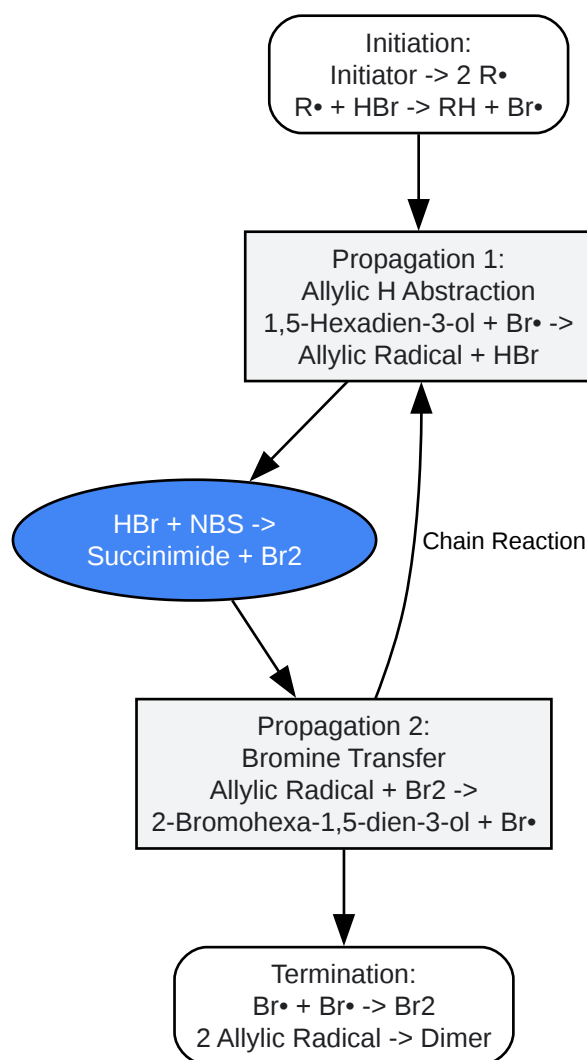 Initiation:
Initiator -> 2 R•
R• + HBr -> RH + Br•
Propagation 1:
Allylic H Abstraction
1,5-Hexadien-3-ol + Br• ->
Allylic Radical + HBr
HBr + NBS ->
Succinimide + Br2
Chain Reaction
Propagation 2:
Bromine Transfer
Allylic Radical + Br2 ->
2-Bromohexa-1,5-dien-3-ol + Br•
Termination:
Br• + Br• -> Br2
2 Allylic Radical -> Dimer